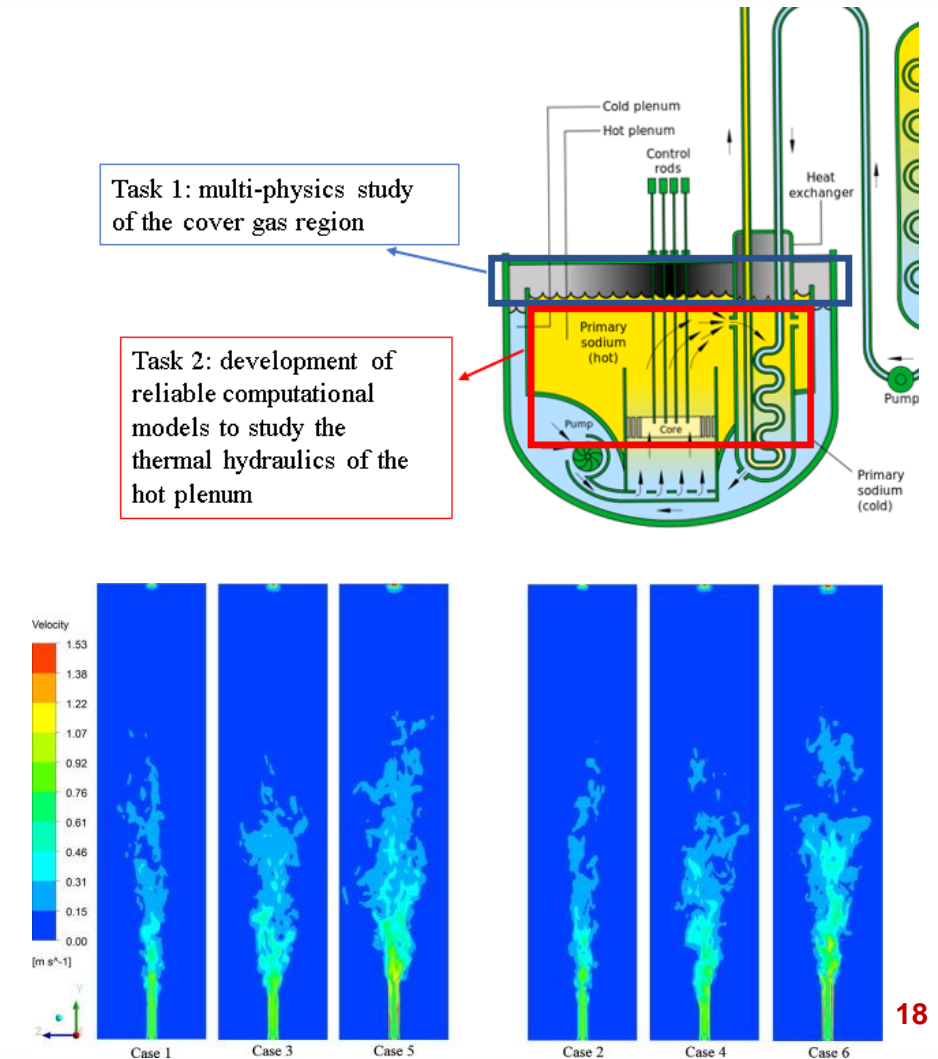 Cold plenum
Hot plenum
Control
rods
Heat
exchanger
Task 1: multi-physics study
of the cover gas region
Primary
sodium
(hot)
Task 2: development of
reliable computational
models to study the
thermal hydraulics of the
hot plenum
Pump
Pump
Core
Primary
sodium
(cold)
Velocity
1.53
1.38
1.22
1.07
0.92
0.76
0.61
0.46
0.31
0.15
0.00
[m s^-1]
Y
Z
18
Case 1
Case 3
Case 5
Case 2
Case 4
Case 6